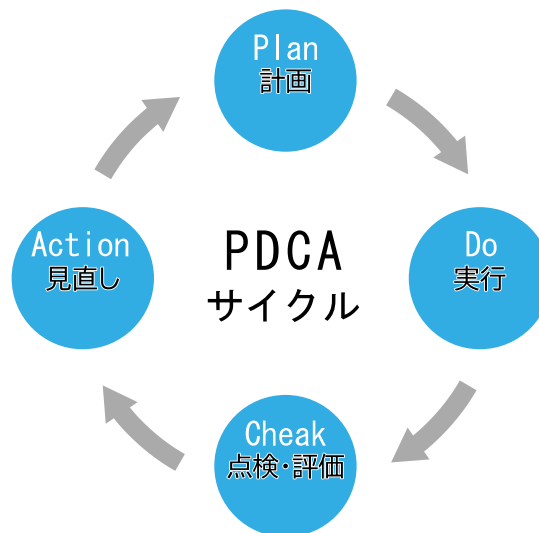 Plan
計画
Action
見直し
PDCA
サイクル
Do
実行
Cheak
点検・評価